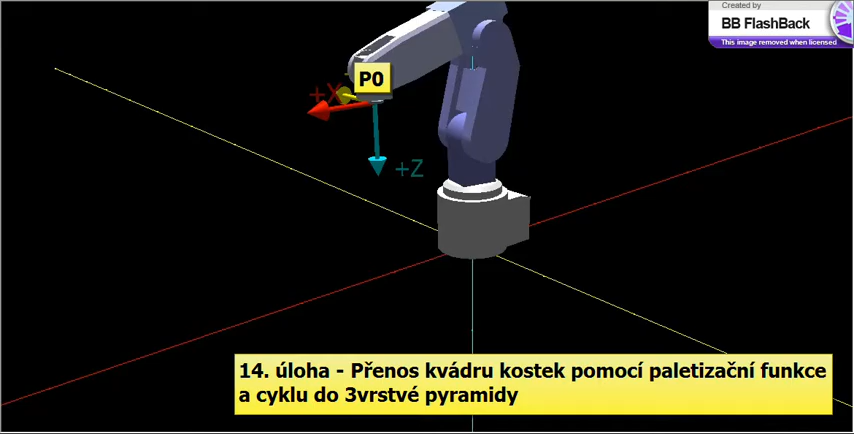 Created by
BB FlashBack
This image removed when licensed
P0
+X
+Z
14. úloha - Přenos kvádru kostek pomocí paletizační funkce
a cyklu do 3vrstvé pyramidy